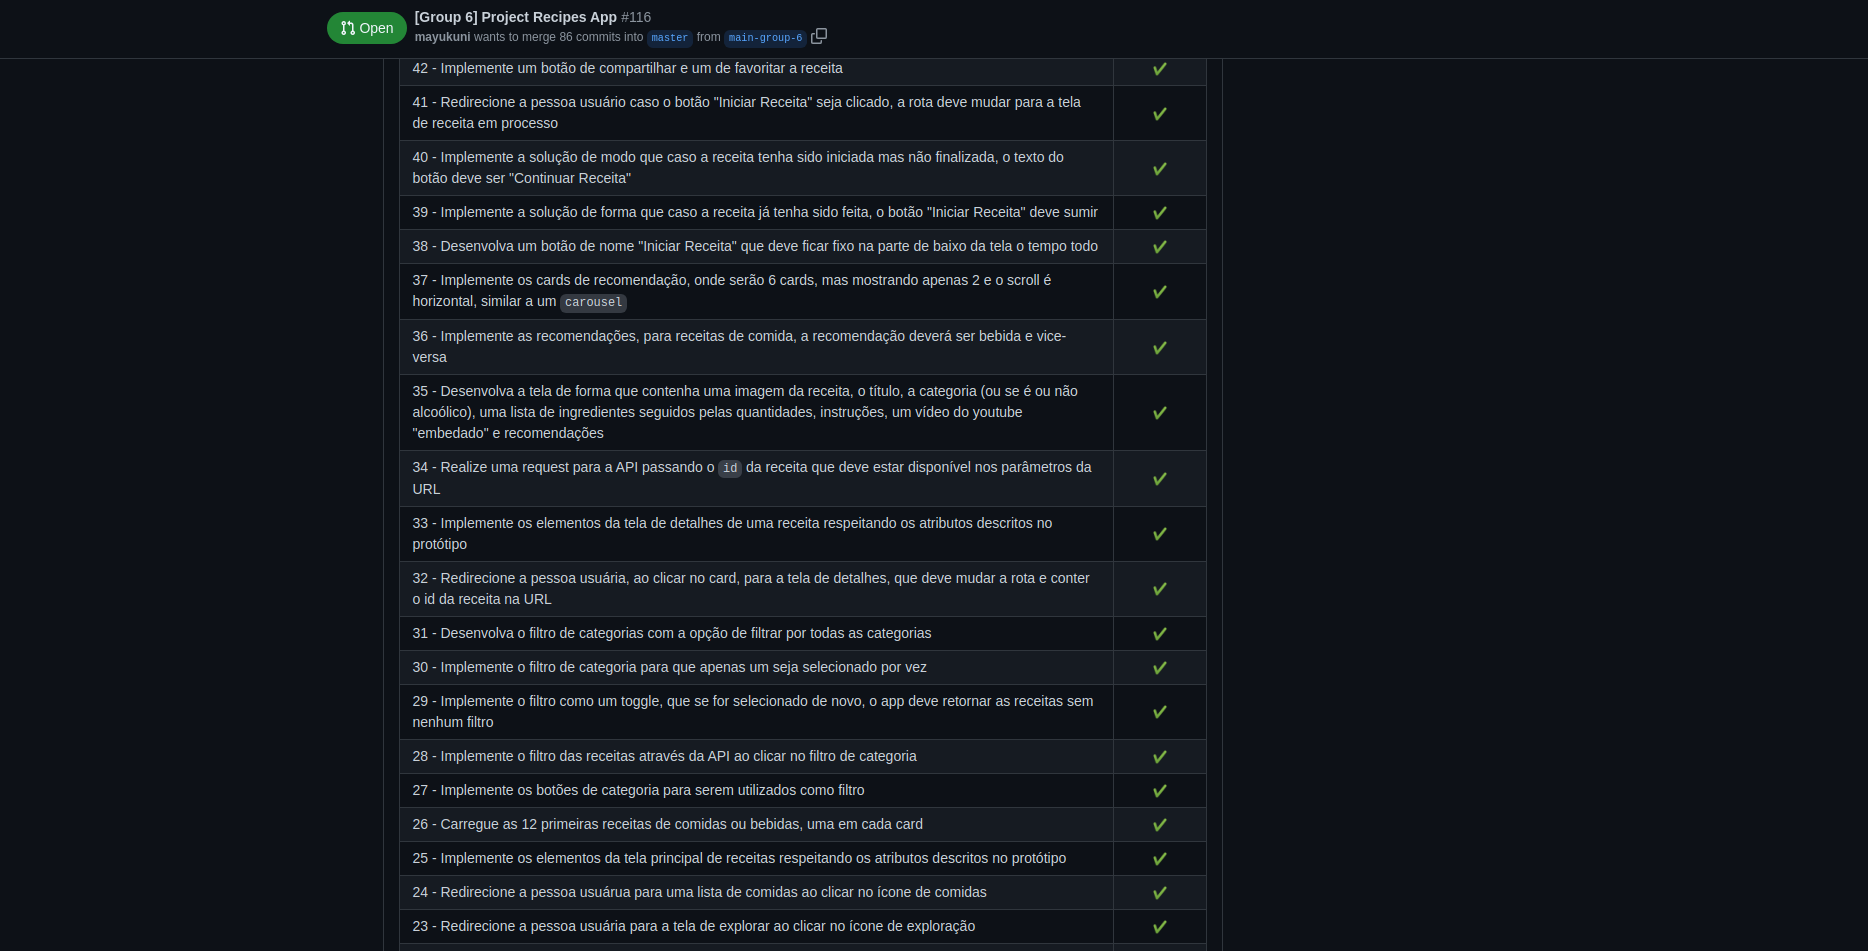 Open
[Group 6] Project Recipes App #116
mayukuni wants to merge 86 commits into master from main-group-6
42 - Implemente um botão de compartilhar e um de favoritar a receita
41 - Redirecione a pessoa usuário caso o botão "Iniciar Receita" seja clicado, a rota deve mudar para a tela
de receita em processo
40 - Implemente a solução de modo que caso a receita tenha sido iniciada mas não finalizada, o texto do
botão deve ser "Continuar Receita"
39 - Implemente a solução de forma que caso a receita já tenha sido feita, o botão "Iniciar Receita" deve sumir
38 - Desenvolva um botão de nome "Iniciar Receita" que deve ficar fixo na parte de baixo da tela o tempo todo
37 - Implemente os cards de recomendação, onde serão 6 cards, mas mostrando apenas 2 e o scroll é
horizontal, similar a um carousel
36 - Implemente as recomendações, para receitas de comida, a recomendação deverá ser bebida e vice-
versa
35 - Desenvolva a tela de forma que contenha uma imagem da receita, o título, a categoria (ou se é ou não
alcoólico), uma lista de ingredientes seguidos pelas quantidades, instruções, um vídeo do youtube
"embedado" e recomendações
34 - Realize uma request para a API passando o id da receita que deve estar disponível nos parâmetros da
URL
33 - Implemente os elementos da tela de detalhes de uma receita respeitando os atributos descritos no
protótipo
32 - Redirecione a pessoa usuária, ao clicar no card, para a tela de detalhes, que deve mudar a rota e conter
o id da receita na URL
31 - Desenvolva o filtro de categorias com a opção de filtrar por todas as categorias
30 - Implemente o filtro de categoria para que apenas um seja selecionado por vez
29 - Implemente o filtro como um toggle, que se for selecionado de novo, o app deve retornar as receitas sem
nenhum filtro
28 - Implemente o filtro das receitas através da API ao clicar no filtro de categoria
27 - Implemente os botões de categoria para serem utilizados como filtro
26 - Carregue as 12 primeiras receitas de comidas ou bebidas, uma em cada card
25 - Implemente os elementos da tela principal de receitas respeitando os atributos descritos no protótipo
24 - Redirecione a pessoa usuárua para uma lista de comidas ao clicar no ícone de comidas
23 - Redirecione a pessoa usuária para a tela de explorar ao clicar no ícone de exploração